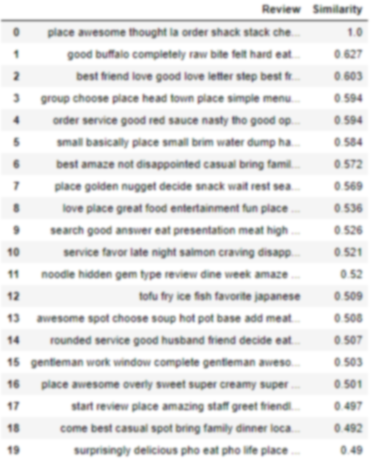 Review Similarity
0 place awesome thought la order shack stack che... 1.0
1 good buffalo completely raw bite felt hard eat... 0.627
2 best friend love good love letter step best fr... 0.603
3 group choose place head town place simple menu... 0.594
4 order service good red sauce nasty tho good op... 0.594
5 small basically place small brim water dump ha... 0.584
6 best amaze not disappointed casual bring famil... 0.572
7 place golden nugget decide snack wait rest sea... 0.569
8 love place great food entertainment fun place ... 0.536
9 search good answer eat presentation meat high ... 0.526
10 service favor late night salmon craving disapp... 0.521
11 noodle hidden gem type review dine week amaze ... 0.52
12 tofu fry ice fish favorite japanese 0.509
13 awesome spot choose soup hot pot base add meat... 0.508
14 rounded service good husband friend decide eat... 0.507
15 gentleman work window complete gentleman aweso... 0.503
16 place awesome overly sweet super creamy super ... 0.501
17 start review place amazing staff greet friendl... 0.497
18 come best casual spot bring family dinner loca... 0.492
19 surprisingly delicious pho eat pho life place ... 0.49